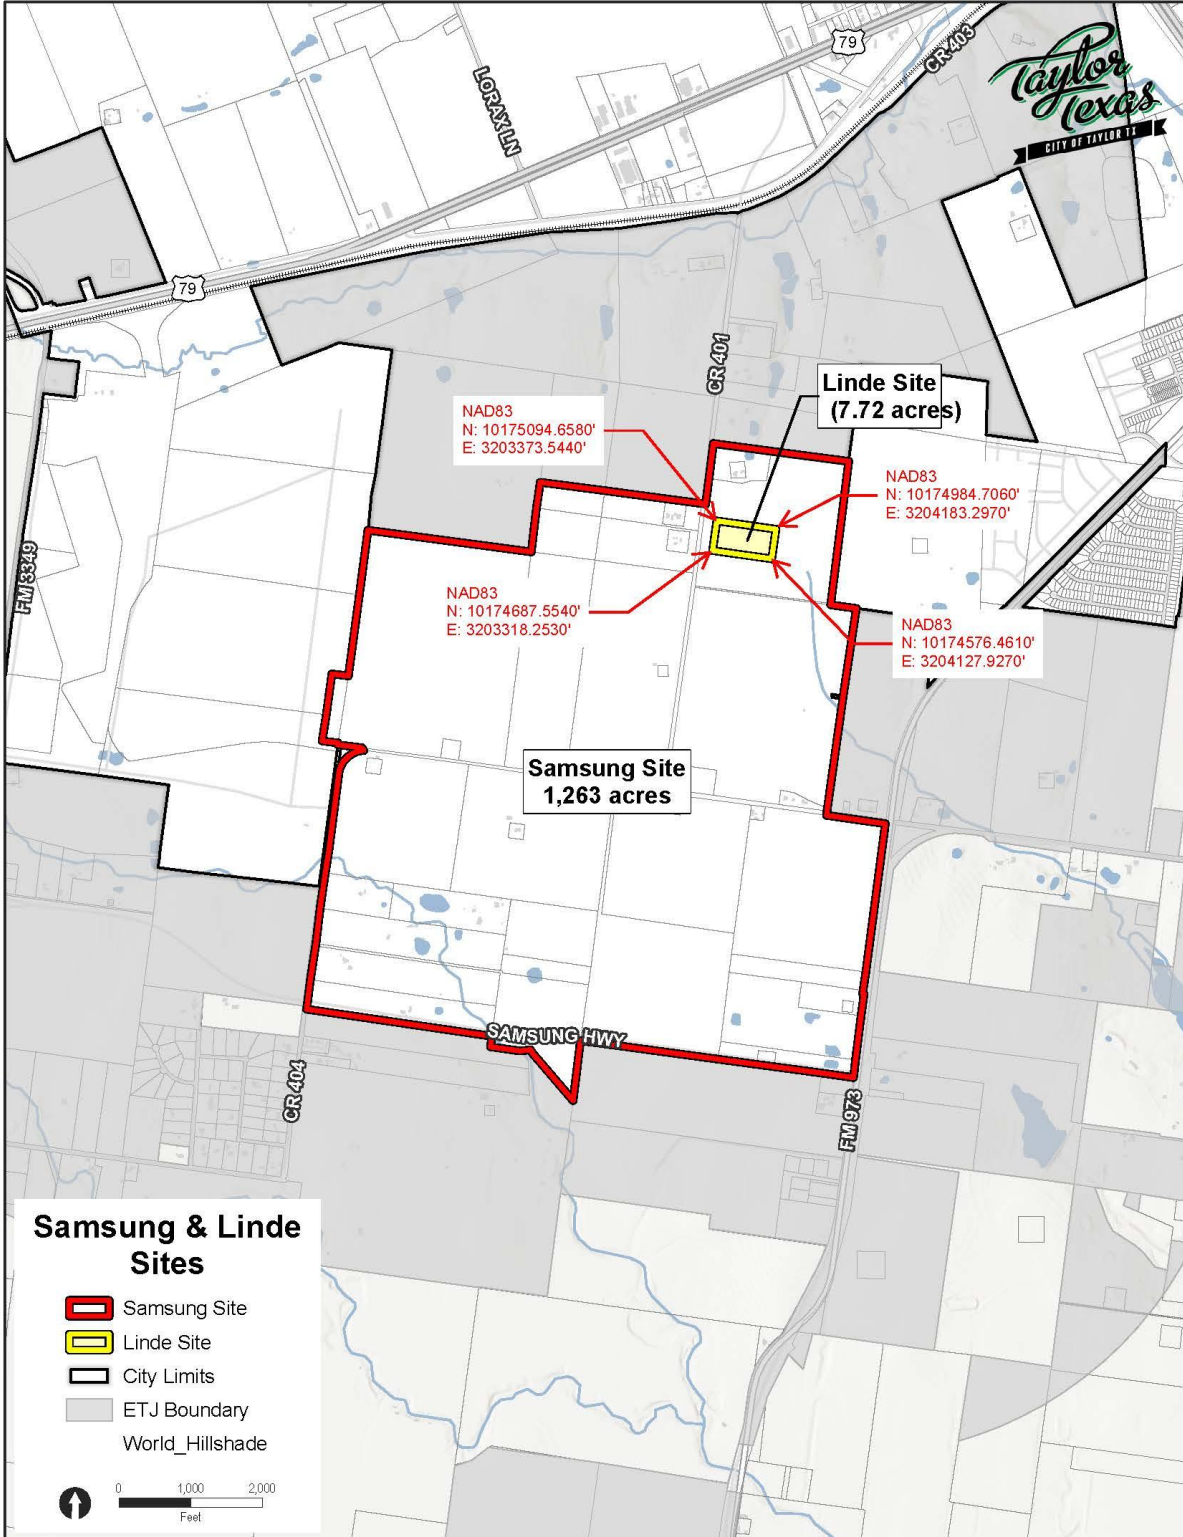 79
CR 403
Taylor
Texas
CITY OF TAYLOR TX
LORAX LN
79
CR 401
Linde Site
(7.72 acres)
NAD83
N: 10175094.6580'
E: 3203373.5440'
NAD83
N: 10174984.7060'
E: 3204183.2970'
FM 3349
NAD83
N: 10174687.5540'
E: 3203318.2530'
NAD83
N: 10174576.4610'
E: 3204127.9270'
Samsung Site
1,263 acres
SAMSUNG HWY
CR 404
FM 973
Samsung & Linde
Sites
Samsung Site
Linde Site
City Limits
ETJ Boundary
World_Hillshade
0 1,000 2,000
Feet